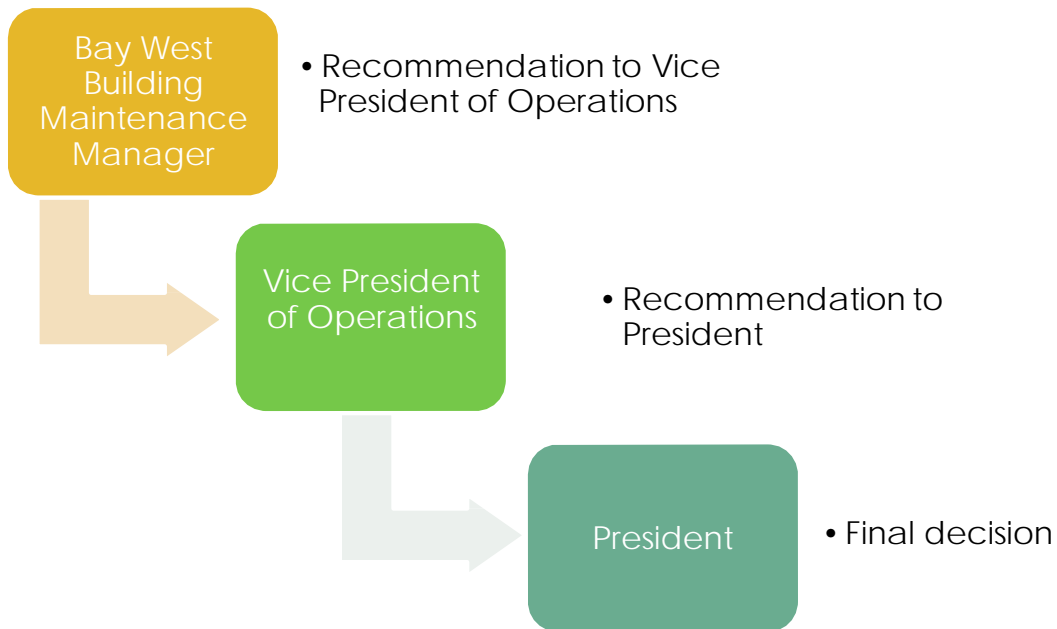 Bay West
Building
Maintenance
Manager
• Recommendation to Vice
President of Operations
Vice President
of Operations
• Recommendation to
President
President
• Final decision